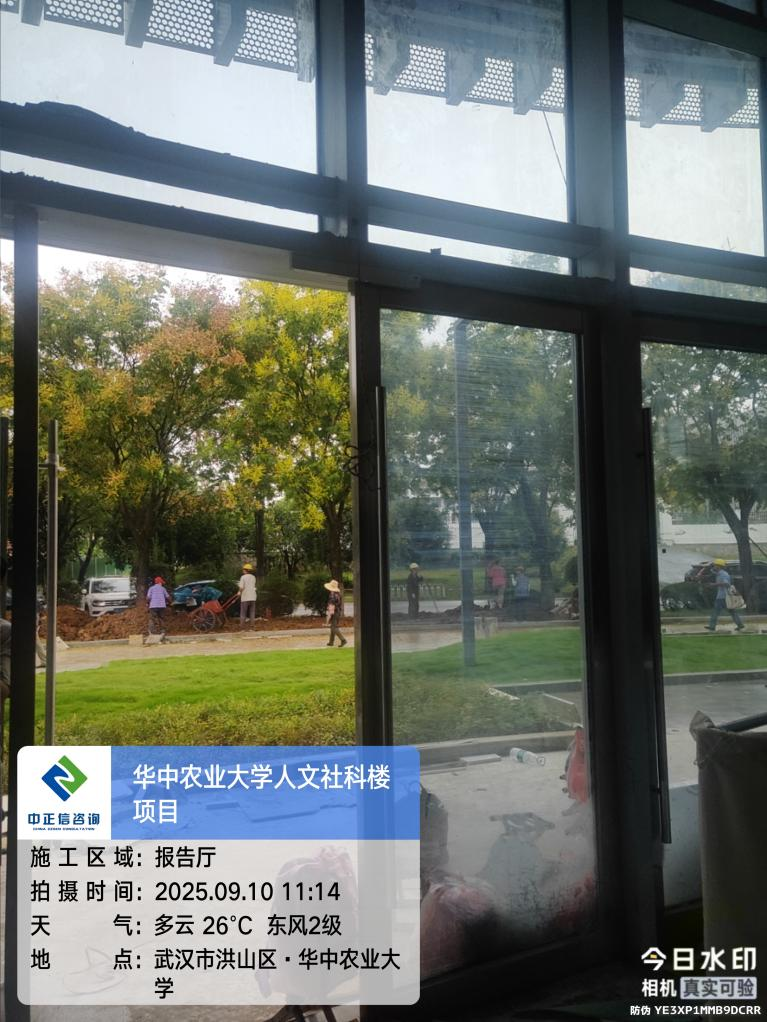 中正信咨询
CHINA ZENXIN CONSULTATION
华中农业大学人文社科楼
项目
施工区域：报告厅
拍摄时间：2025.09.10 11:14
天气：多云 26℃ 东风2级
地点：武汉市洪山区·华中农业大
学
今日水印
相机 真实可验
防伪 YE3XP1MMB9DCRR